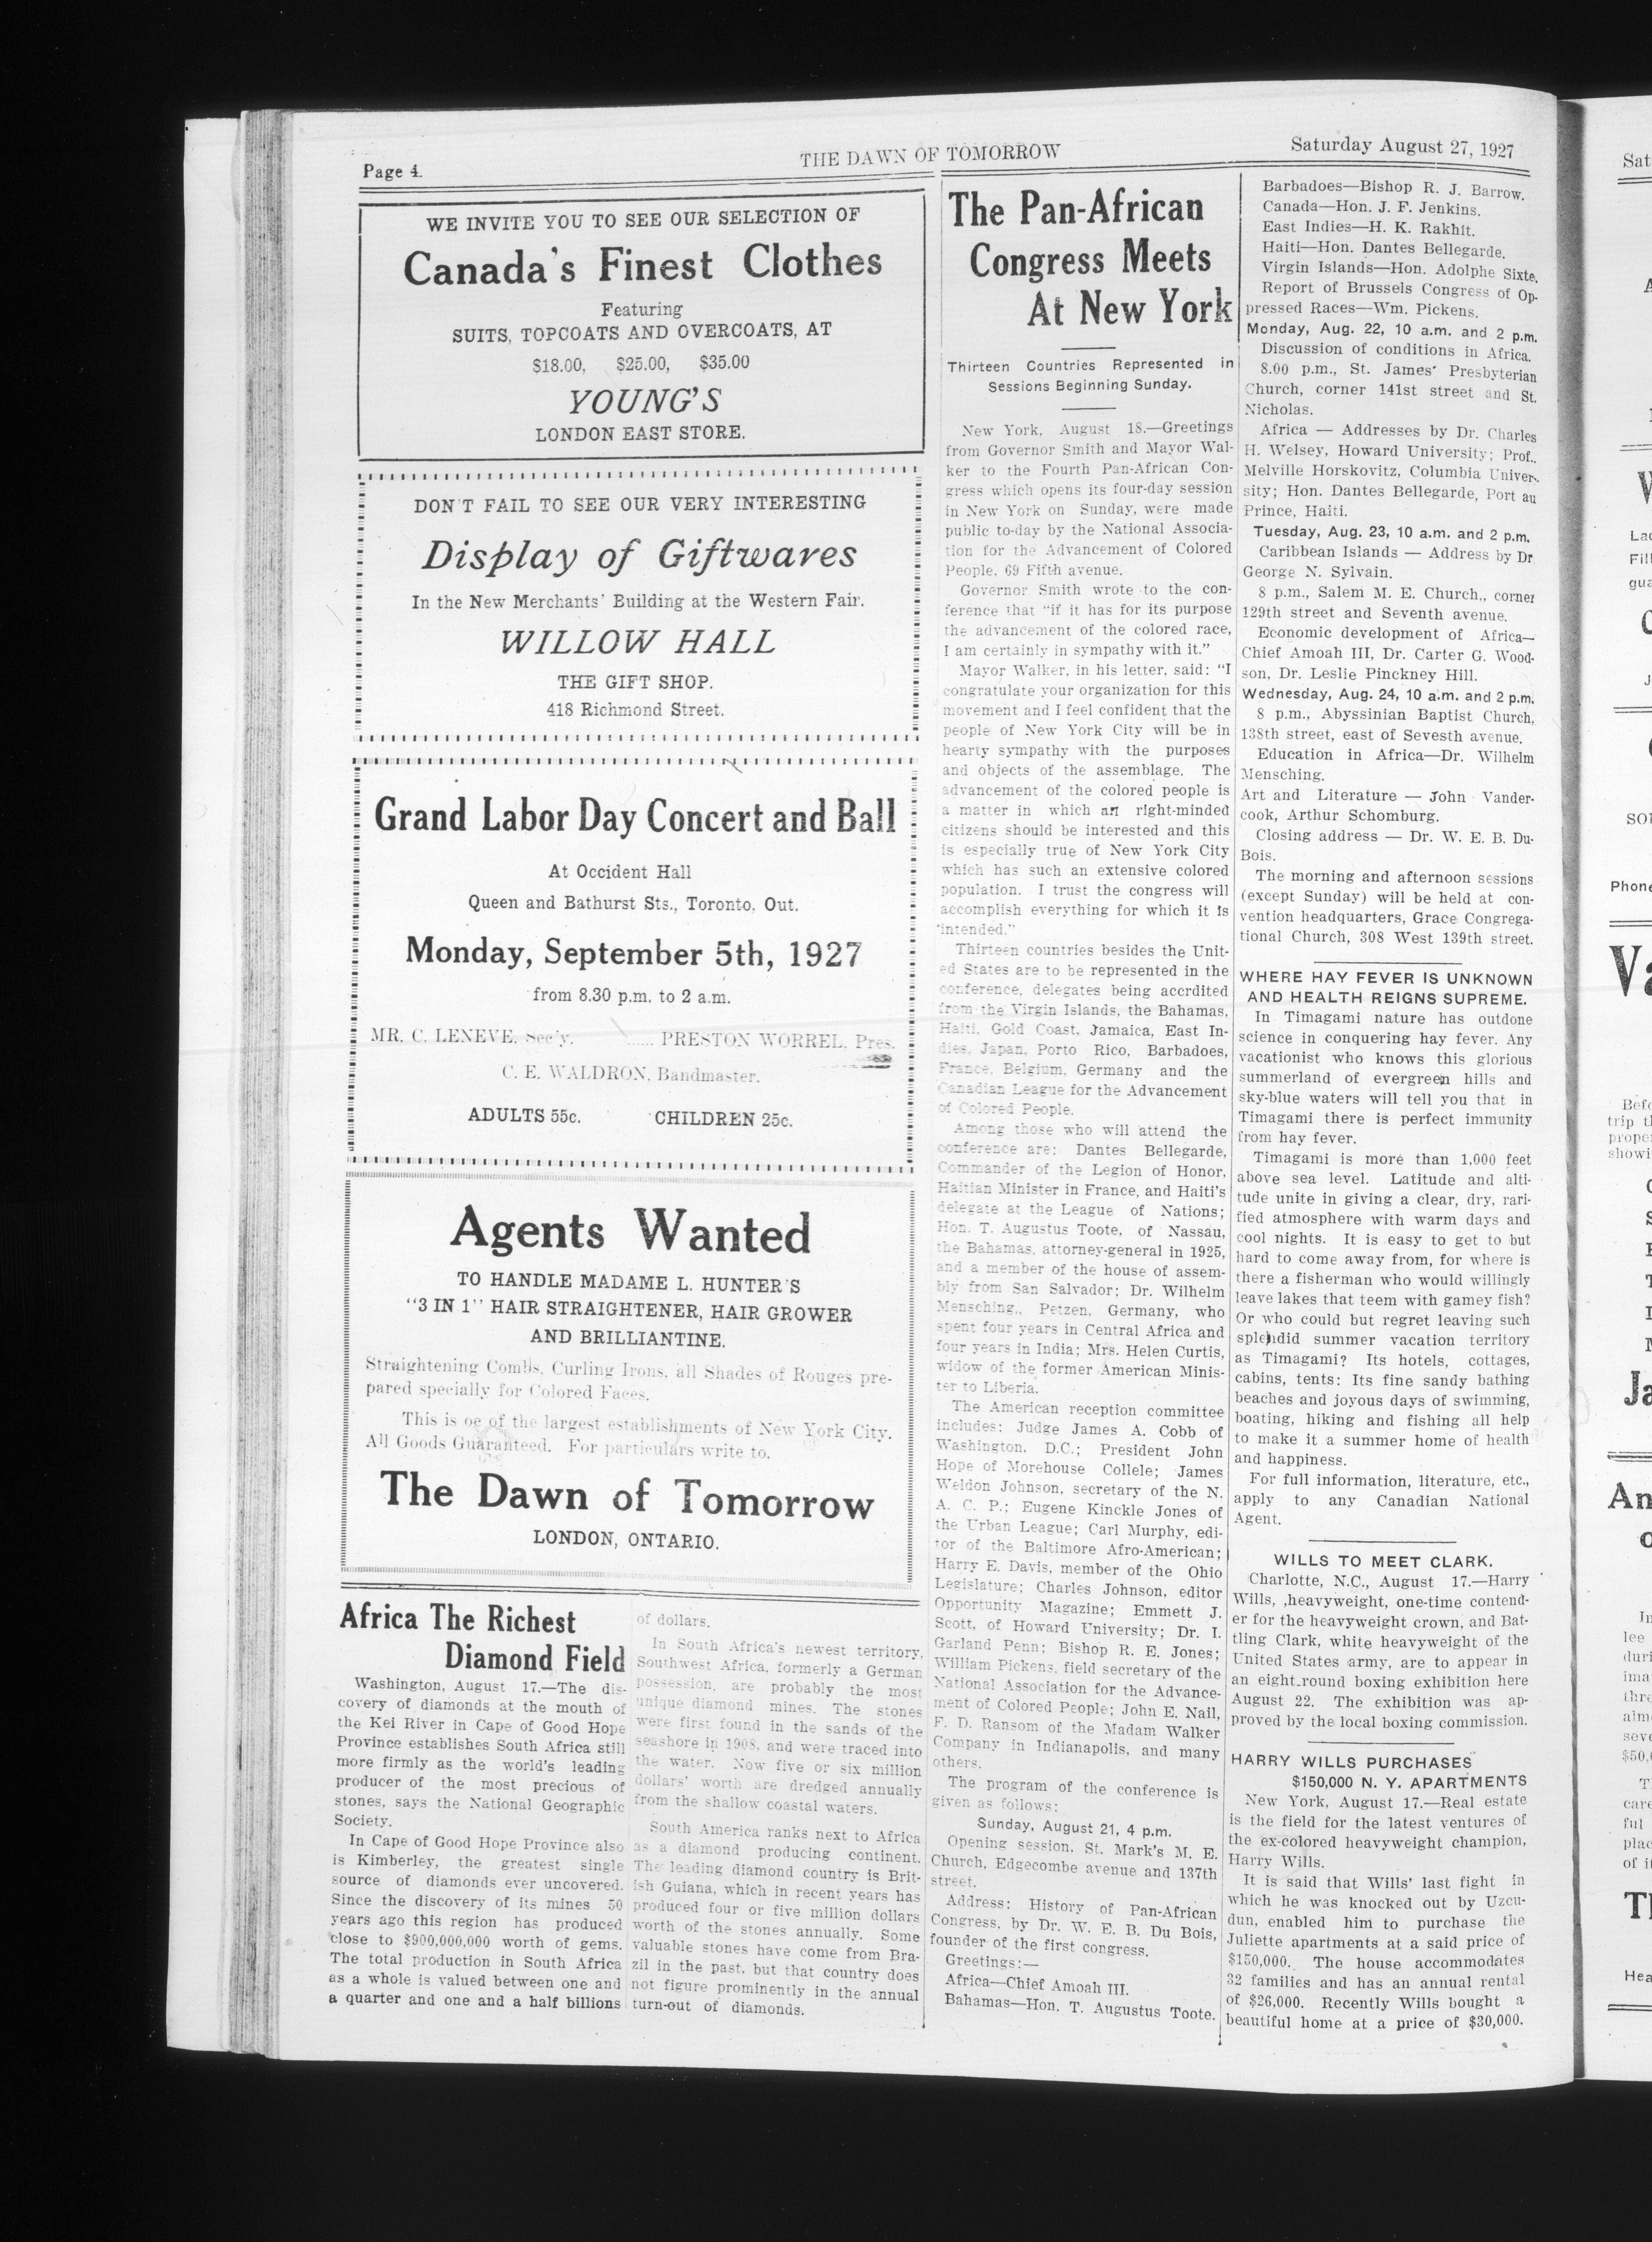 Page 4.
THE DAWN OF TOMORROW
Saturday August 27, 1927
WE INVITE YOU TO SEE OUR SELECTION OF
Canada's Finest Clothes
Featuring
SUITS, TOPCOATS AND OVERCOATS, AT
$18.00, $25.00, $35.00
YOUNG'S
LONDON EAST STORE.
DON'T FAIL TO SEE OUR VERY INTERESTING
Display of Giftwares
In the New Merchants' Building at the Western Fair.
WILLOW HALL
THE GIFT SHOP.
418 Richmond Street.
Grand Labor Day Concert and Ball
At Occident Hall
Queen and Bathurst Sts., Toronto, Out.
Monday, September 5th, 1927
from 8.30 p.m. to 2 a.m.
MR. C. LENEVE, Sec'y. ...... PRESTON WORREL, Pres.
C. E. WALDRON, Bandmaster.
ADULTS 55c. CHILDREN 25c.
Agents Wanted
TO HANDLE MADAME L. HUNTER'S
"3 IN 1" HAIR STRAIGHTENER, HAIR GROWER
AND BRILLIANTINE.
Straightening Combs, Curling Irons, all Shades of Rouges pre-
pared specially for Colored Faces.
This is oe of the largest establishments of New York City.
All Goods Guaranteed. For particulars write to.
The Dawn of Tomorrow
LONDON, ONTARIO.
Africa The Richest
Diamond Field
Washington, August 17.—The dis-
covery of diamonds at the mouth of
the Kei River in Cape of Good Hope
Province establishes South Africa still
more firmly as the world's leading
producer of the most precious of
stones, says the National Geographic
Society.
In Cape of Good Hope Province also
is Kimberley, the greatest single
source of diamonds ever uncovered.
Since the discovery of its mines 50
years ago this region has produced
close to $900,000,000 worth of gems.
The total production in South Africa
as a whole is valued between one and
a quarter and one and a half billions
of dollars.
In South Africa's newest territory,
Southwest Africa, formerly a German
possession, are probably the most
unique diamond mines. The stones
were first found in the sands of the
seashore in 1908, and were traced into
the water. Now five or six million
dollars' worth are dredged annually
from the shallow coastal waters.
South America ranks next to Africa
as a diamond producing continent.
The leading diamond country is Brit-
ish Guiana, which in recent years has
produced four or five million dollars
worth of the stones annually. Some
valuable stones have come from Bra-
zil in the past, but that country does
not figure prominently in the annual
turn-out of diamonds.
The Pan-African
Congress Meets
At New York
Thirteen Countries Represented in
Sessions Beginning Sunday.
New York, August 18.—Greetings
from Governor Smith and Mayor Wal-
ker to the Fourth Pan-African Con-
gress which opens its four-day session
in New York on Sunday, were made
public to-day by the National Associa-
tion for the Advancement of Colored
People, 69 Fifth avenue.
Governor Smith wrote to the con-
ference that "if it has for its purpose
the advancement of the colored race,
I am certainly in sympathy with it."
Mayor Walker, in his letter, said: "I
congratulate your organization for this
movement and I feel confident that the
people of New York City will be in
hearty sympathy with the purposes
and objects of the assemblage. The
advancement of the colored people is
a matter in which all right-minded
citizens should be interested and this
is especially true of New York City
which has such an extensive colored
population. I trust the congress will
accomplish everything for which it is
"intended."
Thirteen countries besides the Unit-
ed States are to be represented in the
conference, delegates being accrdited
from the Virgin Islands, the Bahamas,
Haiti, Gold Coast, Jamaica, East In-
dies, Japan, Porto Rico, Barbadoes,
France, Belgium, Germany and the
Canadian League for the Advancement
of Colored People.
Among those who will attend the
conference are: Dantes Bellegarde,
Commander of the Legion of Honor,
Haitian Minister in France, and Haiti's
delegate at the League of Nations;
Hon. T. Augustus Toote, of Nassau,
the Bahamas, attorney-general in 1925,
and a member of the house of assem-
bly from San Salvador; Dr. Wilhelm
Mensching., Petzen, Germany, who
spent four years in Central Africa and
four years in India; Mrs. Helen Curtis,
widow of the former American Minis-
ter to Liberia.
The American reception committee
includes: Judge James A. Cobb of
Washington, D.C.; President John
Hope of Morehouse Collele; James
Weldon Johnson, secretary of the N.
A. C. P.; Eugene Kinckle Jones of
the Urban League; Carl Murphy, edi-
tor of the Baltimore Afro-American;
Harry E. Davis, member of the Ohio
Legislature; Charles Johnson, editor
Opportunity Magazine; Emmett J.
Scott, of Howard University; Dr. I.
Garland Penn; Bishop R. E. Jones;
William Pickens, field secretary of the
National Association for the Advance-
ment of Colored People; John E. Nail,
F. D. Ransom of the Madam Walker
Company in Indianapolis, and many
others.
The program of the conference is
given as follows:
Sunday, August 21, 4 p.m.
Opening session, St. Mark's M. E.
Church, Edgecombe avenue and 137th
street.
Address: History of Pan-African
Congress, by Dr. W. E. B. Du Bois,
founder of the first congress.
Greetings:—
Africa—Chief Amoah III.
Bahamas—Hon. T. Augustus Toote.
Barbadoes—Bishop R. J. Barrow.
Canada—Hon. J. F. Jenkins.
East Indies—H. K. Rakhit.
Haiti—Hon. Dantes Bellegarde.
Virgin Islands—Hon. Adolphe Sixte.
Report of Brussels Congress of Op-
pressed Races—Wm. Pickens.
Monday, Aug. 22, 10 a.m. and 2 p.m.
Discussion of conditions in Africa.
8.00 p.m., St. James' Presbyterian
Church, corner 141st street and St.
Nicholas.
Africa — Addresses by Dr. Charles
H. Welsey, Howard University; Prof..
Melville Horskovitz, Columbia Univer-
sity; Hon. Dantes Bellegarde, Port au
Prince, Haiti.
Tuesday, Aug. 23, 10 a.m. and 2 p.m.
Caribbean Islands — Address by Dr
George N. Sylvain.
8 p.m., Salem M. E. Church,, corner
129th street and Seventh avenue.
Economic development of Africa—
Chief Amoah III, Dr. Carter G. Wood-
son, Dr. Leslie Pinckney Hill.
Wednesday, Aug. 24, 10 a.m. and 2 p.m.
8 p.m., Abyssinian Baptist Church,
138th street, east of Sevesth avenue.
Education in Africa—Dr. Wilhelm
Mensching.
Art and Literature — John Vander-
cook, Arthur Schomburg.
Closing address — Dr. W. E. B. Du-
Bois.
The morning and afternoon sessions
(except Sunday) will be held at con-
vention headquarters, Grace Congrega-
tional Church, 308 West 139th street.
WHERE HAY FEVER IS UNKNOWN
AND HEALTH REIGNS SUPREME.
In Timagami nature has outdone
science in conquering hay fever. Any
vacationist who knows this glorious
summerland of evergreen hills and
sky-blue waters will tell you that in
Timagami there is perfect immunity
from hay fever.
Timagami is more than 1,000 feet
above sea level. Latitude and alti-
tude unite in giving a clear, dry, rari-
fied atmosphere with warm days and
cool nights. It is easy to get to but
hard to come away from, for where is
there a fisherman who would willingly
leave lakes that teem with gamey fish?
Or who could but regret leaving such
splendid summer vacation territory
as Timagami? Its hotels, cottages,
cabins, tents: Its fine sandy bathing
beaches and joyous days of swimming,
boating, hiking and fishing all help
to make it a summer home of health
and happiness.
For full information, literature, etc.,
apply to any Canadian National
Agent.
WILLS TO MEET CLARK.
Charlotte, N.C., August 17.—Harry
Wills, ,heavyweight, one-time contend-
er for the heavyweight crown, and Bat-
tling Clark, white heavyweight of the
United States army, are to appear in
an eight-round boxing exhibition here
August 22. The exhibition was ap-
proved by the local boxing commission.
HARRY WILLS PURCHASES
$150,000 N. Y. APARTMENTS
New York, August 17.—Real estate
is the field for the latest ventures of
the ex-colored heavyweight champion,
Harry Wills.
It is said that Wills' last fight in
which he was knocked out by Uzcu-
dun, enabled him to purchase the
Juliette apartments at a said price of
$150,000. The house accommodates
32 families and has an annual rental
of $26,000. Recently Wills bought a
beautiful home at a price of $30,000.